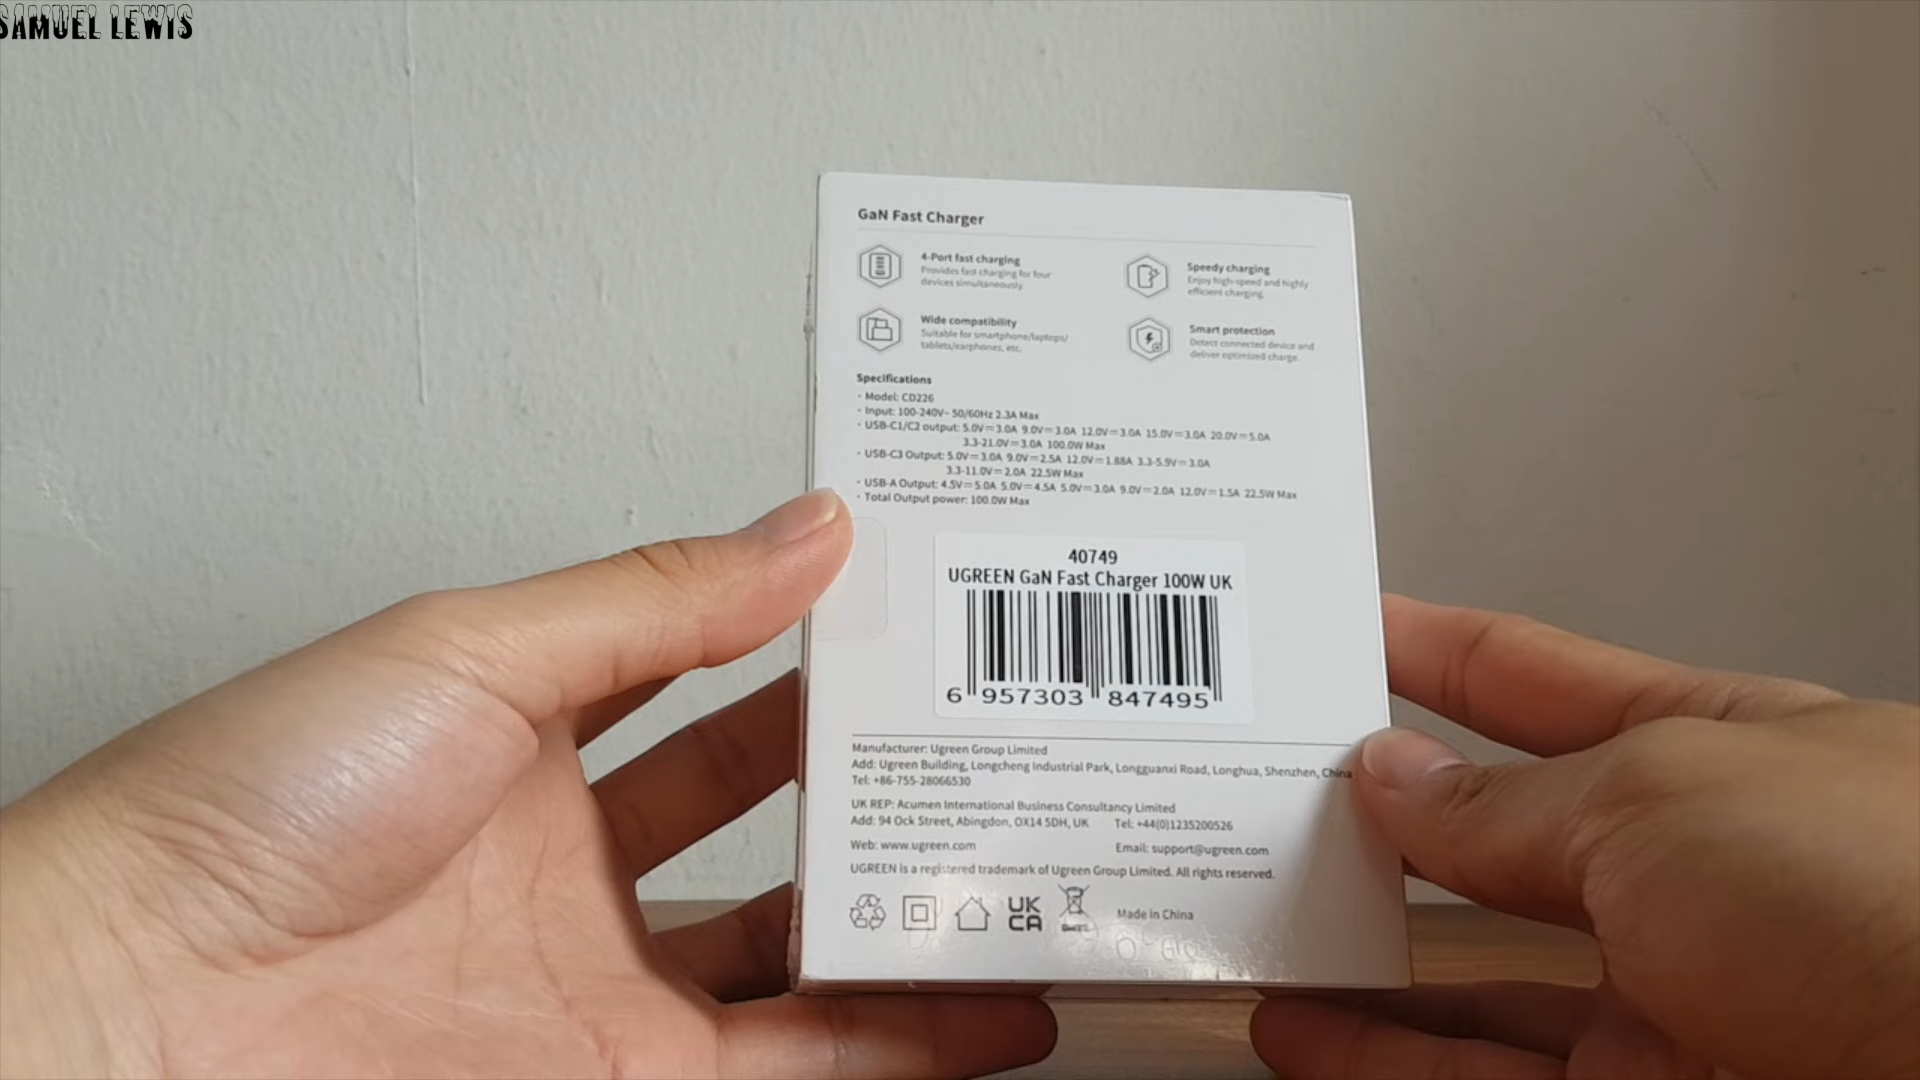 SAMUEL LEWIS
GaN Fast Charger
4-Port fast charging
Provides fast charging for four
devices simultaneously
Speedy charging
Enjoy high-speed and highly
efficient charging.
Wide compatibility
Suitable for smartphone/laptops/
tablets/earphones, etc.
Smart protection
Detect connected device and
deliver optimized charge.
Specifications
· Model: CD226
· Input: 100-240V~ 50/60Hz 2.3A Max
· USB-C1/C2 output: 5.0V⎓3.0A 9.0V⎓3.0A 12.0V⎓3.0A 15.0V⎓3.0A 20.0V⎓5.0A
3.3-21.0V⎓3.0A 100.0W Max
· USB-C3 Output: 5.0V⎓3.0A 9.0V⎓2.5A 12.0V⎓1.88A 3.3-5.9V⎓3.0A
3.3-11.0V⎓2.0A 22.5W Max
· USB-A Output: 4.5V⎓5.0A 5.0V⎓4.5A 5.0V⎓3.0A 9.0V⎓2.0A 12.0V⎓1.5A 22.5W Max
· Total Output power: 100.0W Max
40749
UGREEN GaN Fast Charger 100W UK
6 957303 847495
Manufacturer: Ugreen Group Limited
Add: Ugreen Building, Longcheng Industrial Park, Longguanxi Road, Longhua, Shenzhen, China
Tel: +86-755-28066530
UK REP: Acumen International Business Consultancy Limited
Add: 94 Ock Street, Abingdon, OX14 5DH, UK Tel: +44(0)1235200526
Web: www.ugreen.com Email: support@ugreen.com
UGREEN is a registered trademark of Ugreen Group Limited. All rights reserved.
UK
CA
Made in China